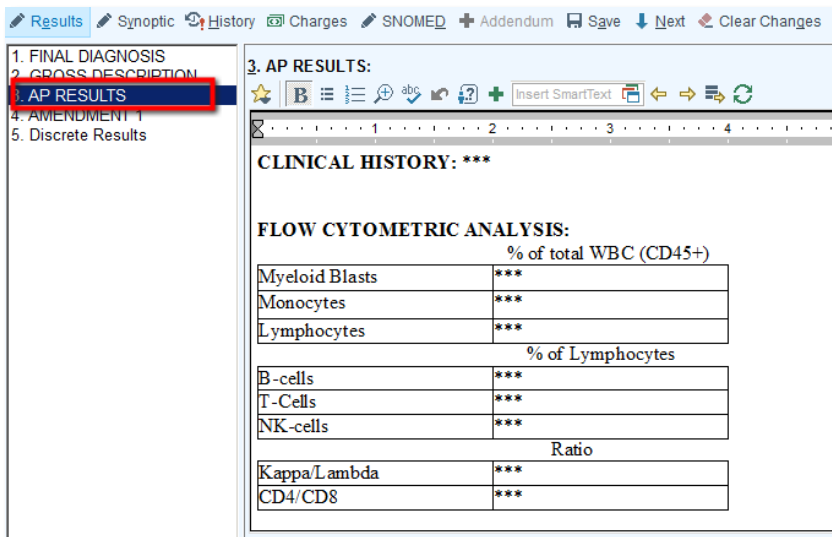 Results Synoptic History Charges SNOMED Addendum Save Next Clear Changes
1. FINAL DIAGNOSIS
2. GROSS DESCRIPTION
3. AP RESULTS
4. AMENDMENT 1
5. Discrete Results
3. AP RESULTS:
B abc Insert SmartText
1 2 3 4
CLINICAL HISTORY: ***
FLOW CYTOMETRIC ANALYSIS:
% of total WBC (CD45+)
Myeloid Blasts ***
Monocytes ***
Lymphocytes ***
% of Lymphocytes
B-cells ***
T-Cells ***
NK-cells ***
Ratio
Kappa/Lambda ***
CD4/CD8 ***